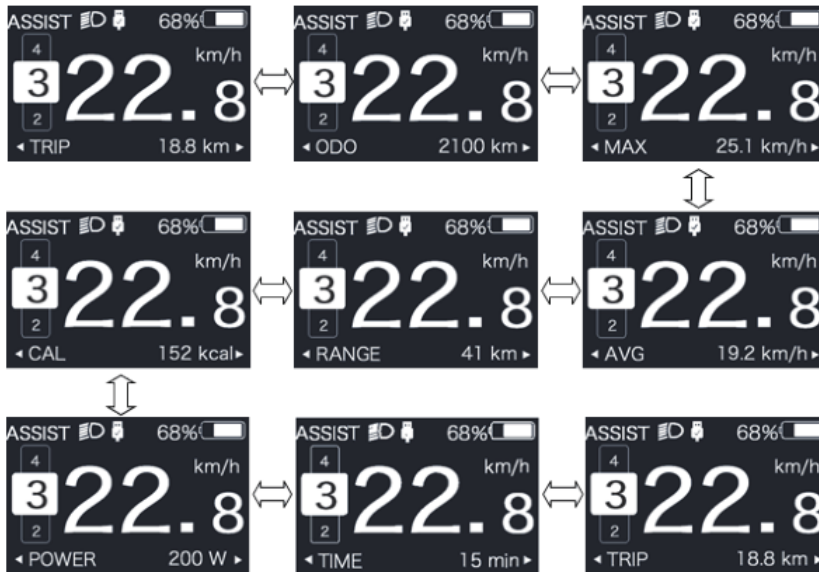 ASSIST 68%
km/h
4
3 22.8
2
TRIP 18.8 km
ASSIST 68%
km/h
4
3 22.8
2
ODO 2100 km
ASSIST 68%
km/h
4
3 22.8
2
MAX 25.1 km/h
ASSIST 68%
km/h
4
3 22.8
2
CAL 152 kcal
ASSIST 68%
km/h
4
3 22.8
2
RANGE 41 km
ASSIST 68%
km/h
4
3 22.8
2
AVG 19.2 km/h
ASSIST 68%
km/h
4
3 22.8
2
POWER 200 W
ASSIST 68%
km/h
4
3 22.8
2
TIME 15 min
ASSIST 68%
km/h
4
3 22.8
2
TRIP 18.8 km